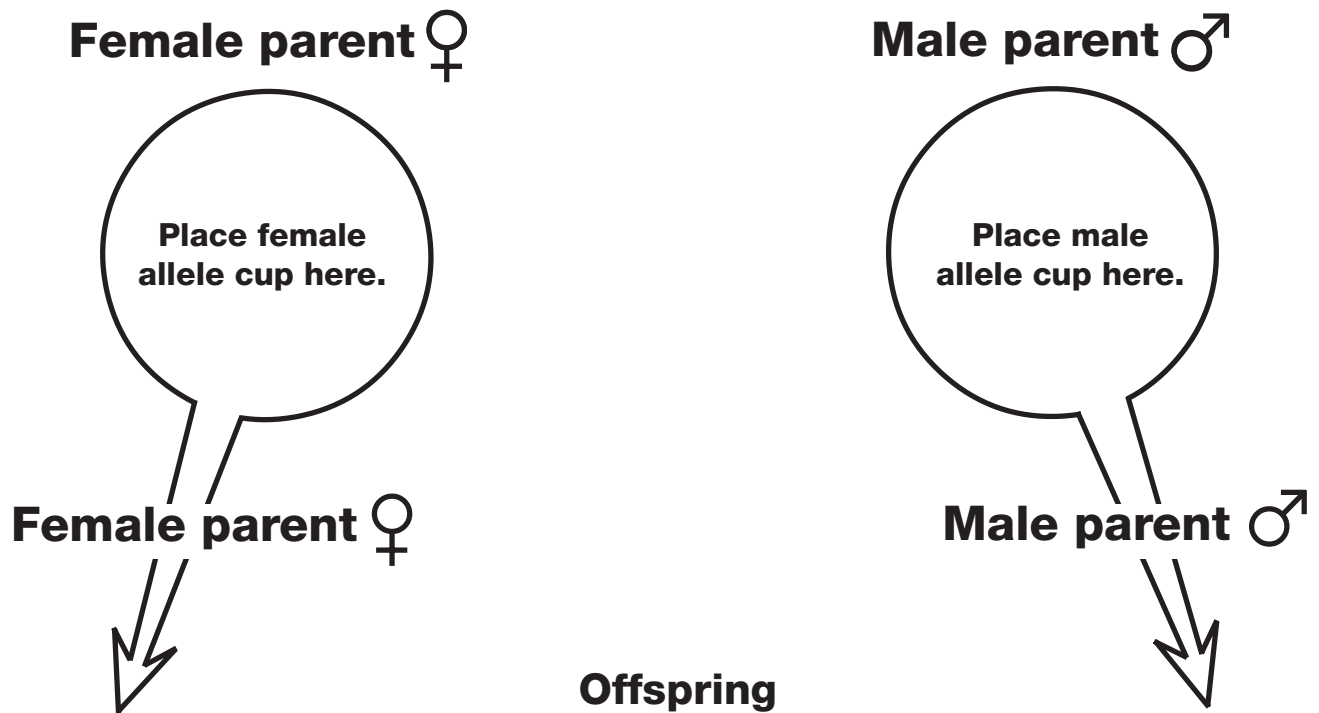 Female parent ♀
Male parent ♂
Place female
allele cup here.
Place male
allele cup here.
Female parent ♀
Male parent ♂
Offspring